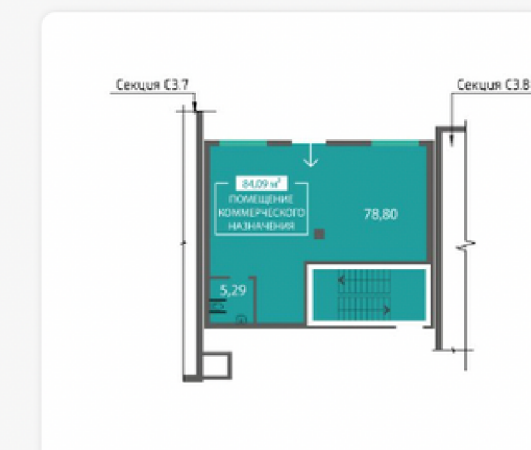 Секция С3.7
Секция С3.8
84,09 м²
ПОМЕЩЕНИЕ
КОММЕРЧЕСКОГО
НАЗНАЧЕНИЯ
78,80
5,29